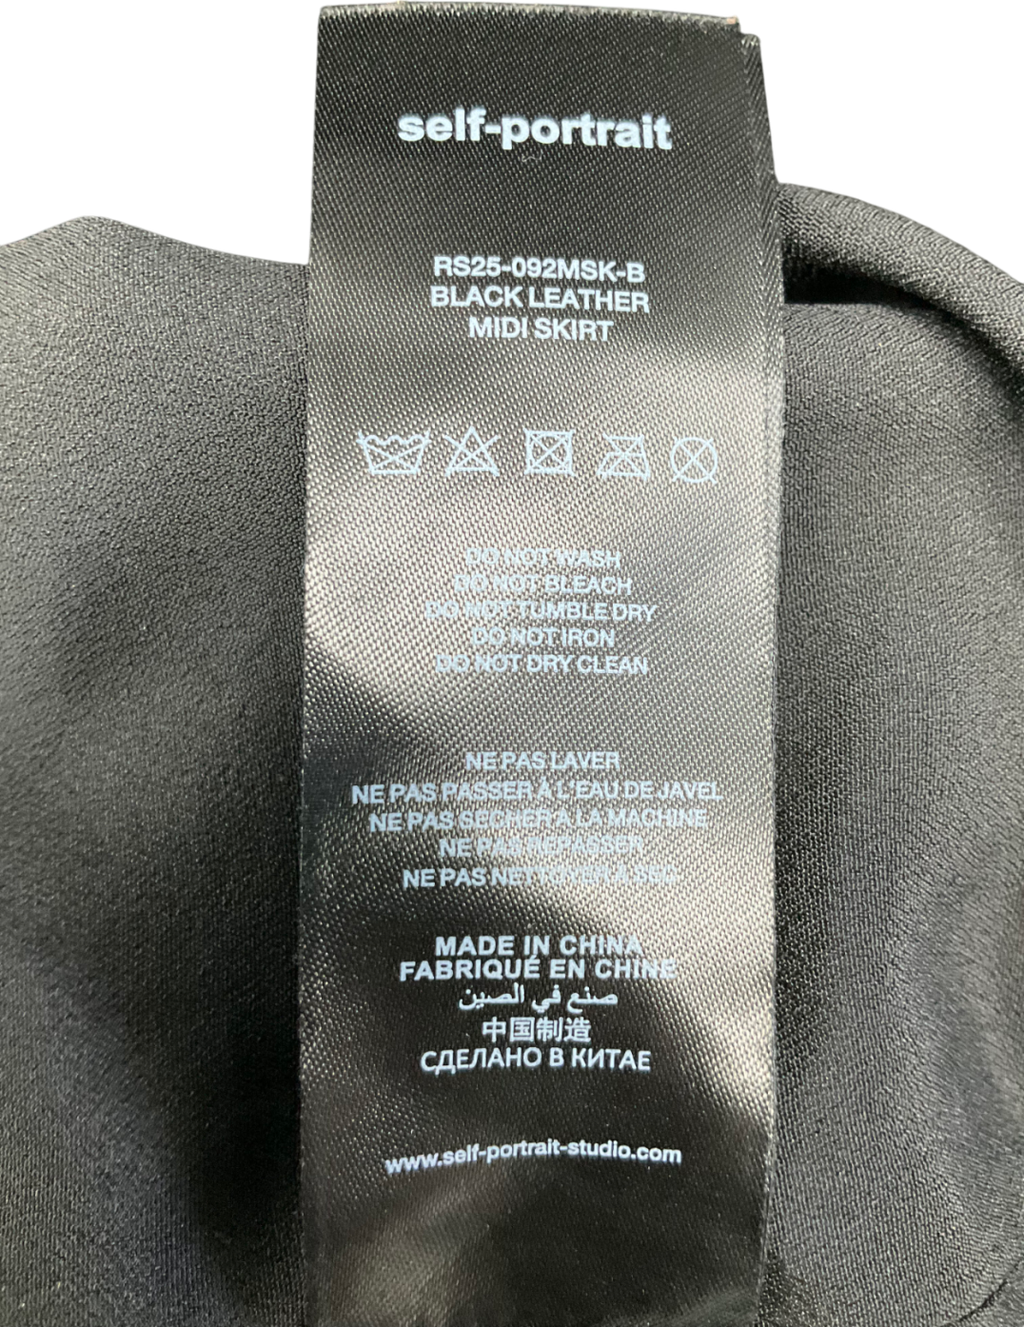 self-portrait
RS25-092MSK-B
BLACK LEATHER
MIDI SKIRT
DO NOT WASH
DO NOT BLEACH
DO NOT TUMBLE DRY
DO NOT IRON
DO NOT DRY CLEAN
NE PAS LAVER
NE PAS PASSER À L'EAU DE JAVEL
NE PAS SÉCHER A LA MACHINE
NE PAS REPASSER
NE PAS NETTOYER À SEC
MADE IN CHINA
FABRIQUÉ EN CHINE
صنع في الصين
中国制造
СДЕЛАНО В КИТАЕ
www.self-portrait-studio.com